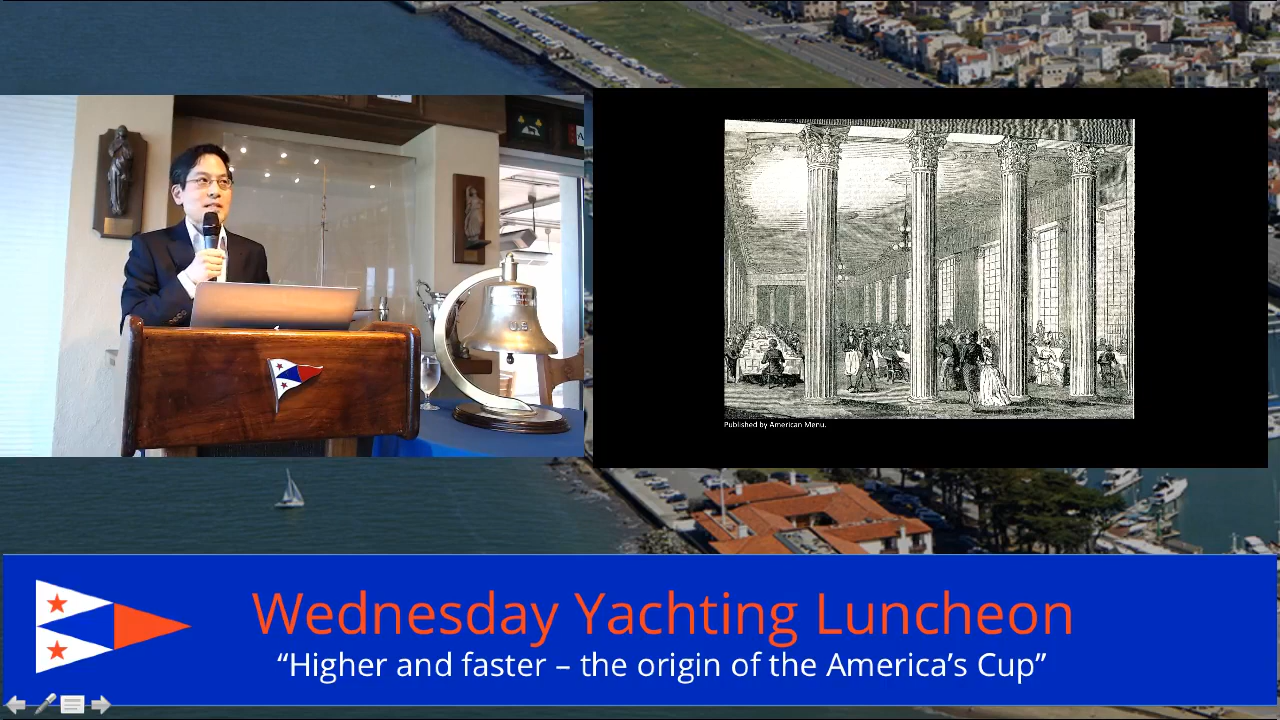 U.S.
Published by American Menu.
Wednesday Yachting Luncheon
“Higher and faster – the origin of the America’s Cup”